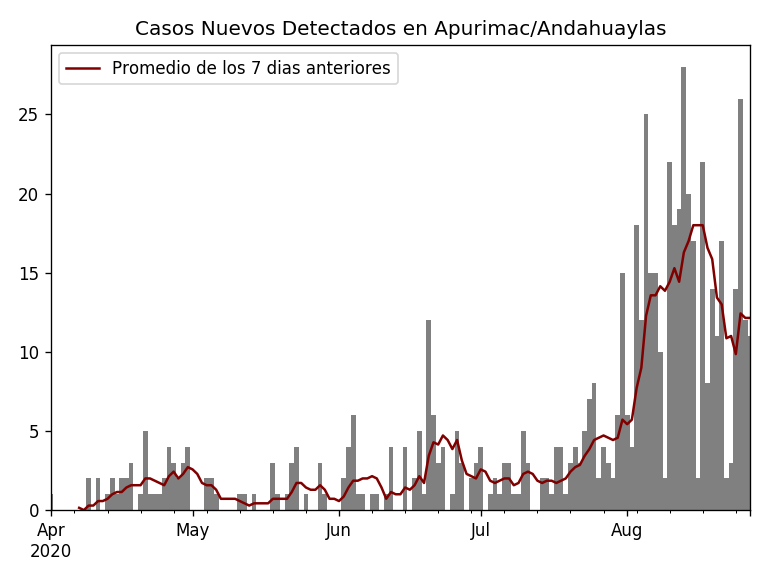 Casos Nuevos Detectados en Apurimac/Andahuaylas
Promedio de los 7 dias anteriores
25
20
15
10
5
0
Apr May Jun Jul Aug
2020